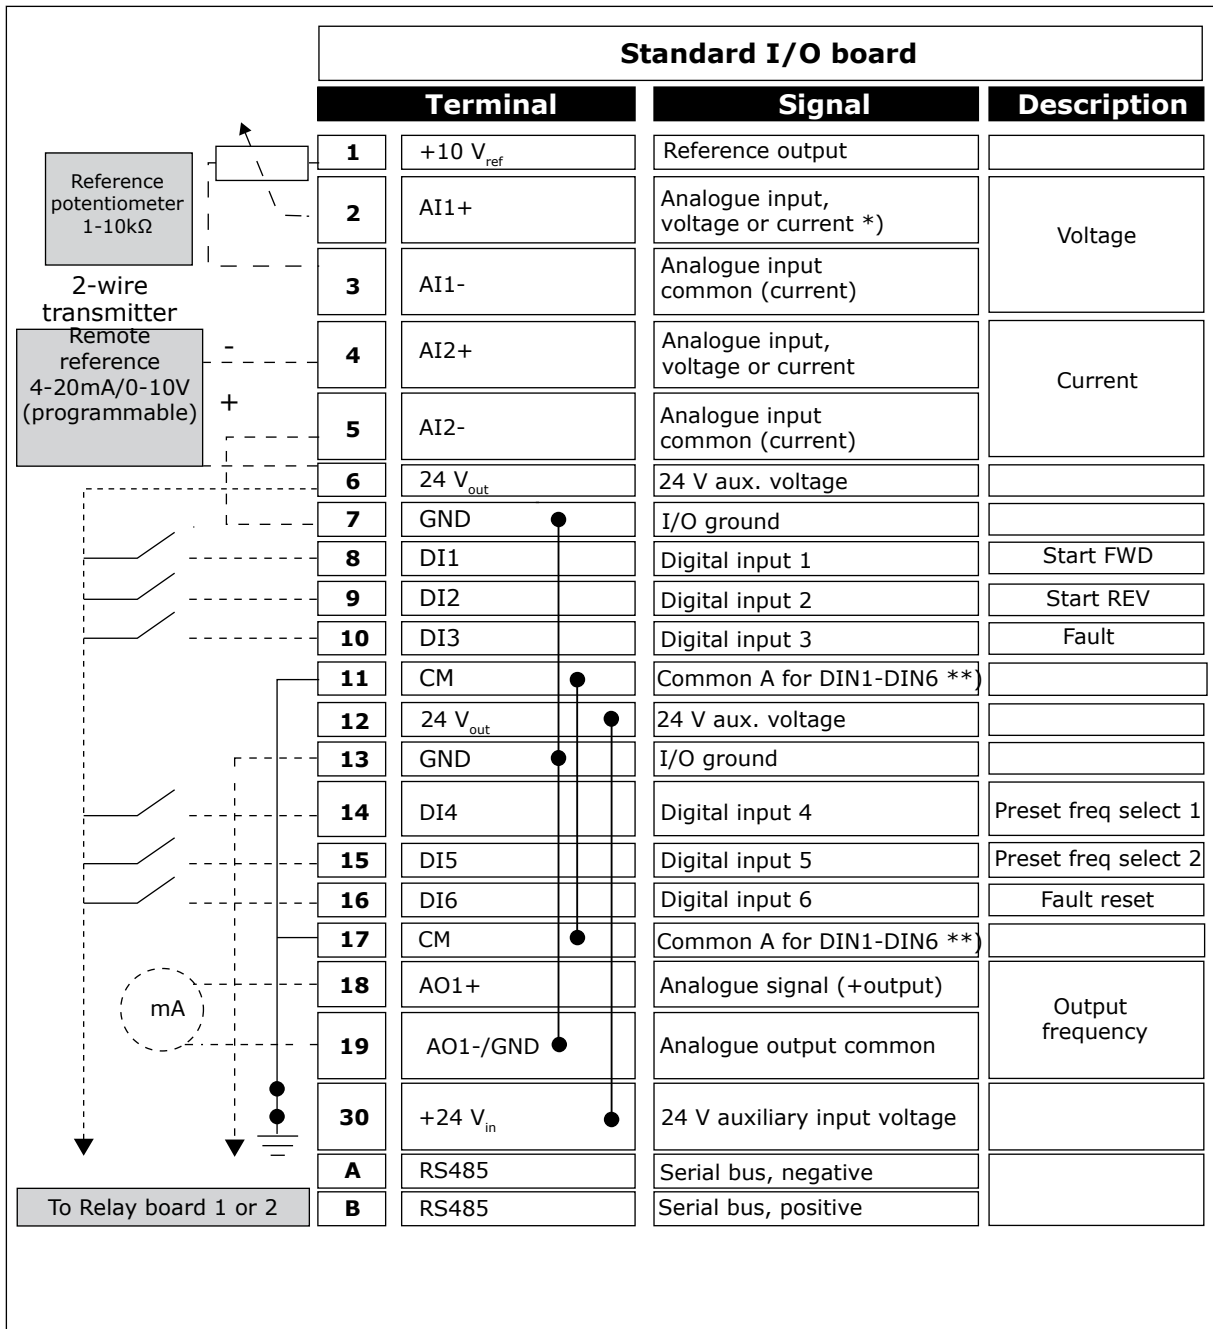 Standard I/O board
Terminal Signal Description
1 +10 Vref Reference output
Reference
potentiometer
1-10kΩ
2 AI1+ Analogue input,
voltage or current *)
Voltage
3 AI1- Analogue input
common (current)
2-wire
transmitter
Remote
reference
4-20mA/0-10V
(programmable)
-
+
4 AI2+ Analogue input,
voltage or current
Current
5 AI2- Analogue input
common (current)
6 24 Vout 24 V aux. voltage
7 GND I/O ground
8 DI1 Digital input 1 Start FWD
9 DI2 Digital input 2 Start REV
10 DI3 Digital input 3 Fault
11 CM Common A for DIN1-DIN6 **)
12 24 Vout 24 V aux. voltage
13 GND I/O ground
14 DI4 Digital input 4 Preset freq select 1
15 DI5 Digital input 5 Preset freq select 2
16 DI6 Digital input 6 Fault reset
17 CM Common A for DIN1-DIN6 **)
mA
18 AO1+ Analogue signal (+output)
Output
frequency
19 AO1-/GND Analogue output common
30 +24 Vin 24 V auxiliary input voltage
A RS485 Serial bus, negative
To Relay board 1 or 2
B RS485 Serial bus, positive